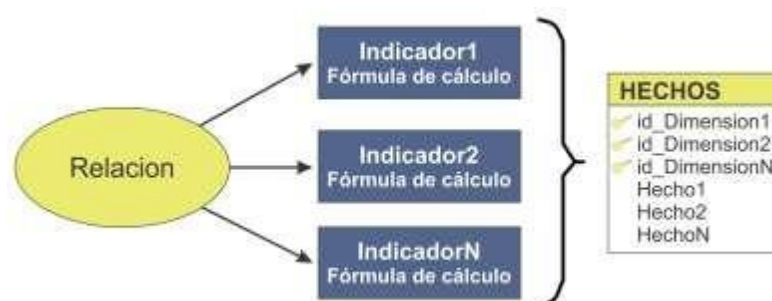 Relacion
Indicador1
Fórmula de cálculo
Indicador2
Fórmula de cálculo
IndicadorN
Fórmula de cálculo
HECHOS
id_Dimension1
id_Dimension2
id_DimensionN
Hecho1
Hecho2
HechoN